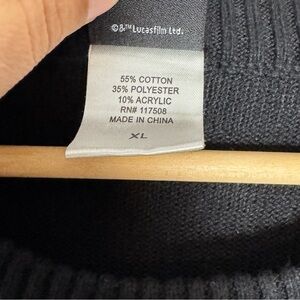 ©&™ Lucasfilm Ltd.
55% COTTON
35% POLYESTER
10% ACRYLIC
RN# 117508
MADE IN CHINA
XL